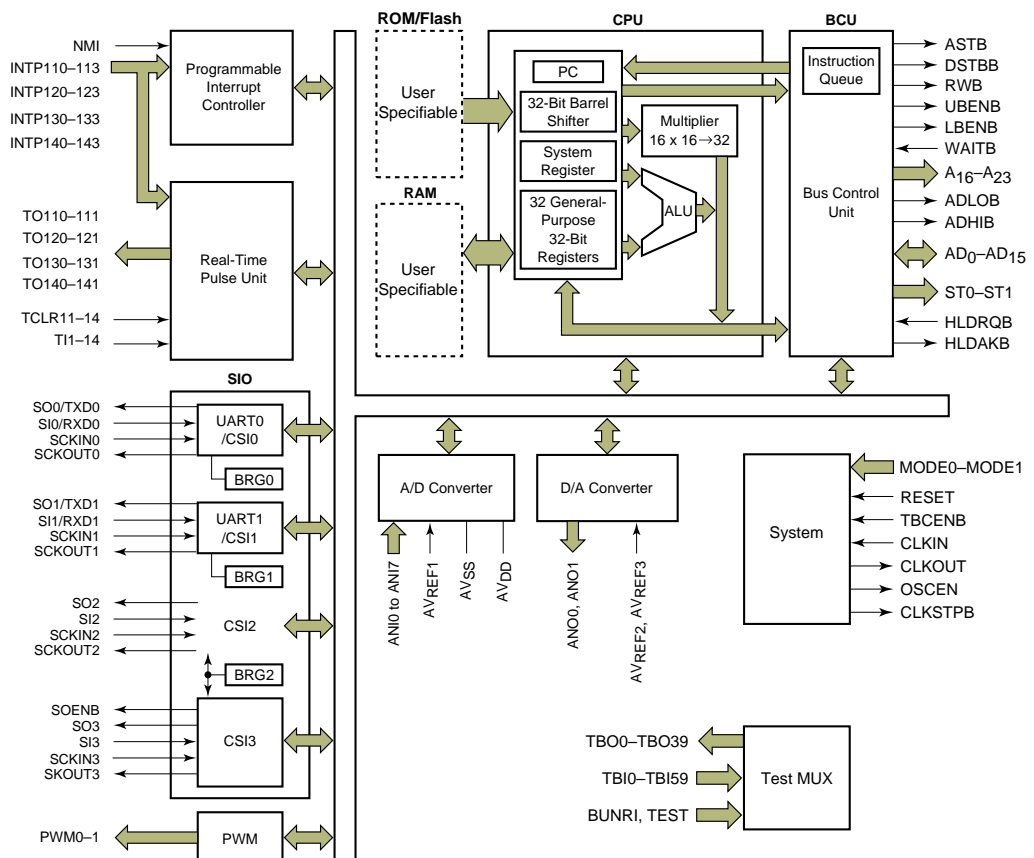 ROM/Flash
CPU
BCU
NMI
INTP110–113
INTP120–123
INTP130–133
INTP140–143
Programmable
Interrupt
Controller
User
Specifiable
PC
32-Bit Barrel
Shifter
System
Register
32 General-
Purpose
32-Bit
Registers
Multiplier
16 x 16→32
ALU
Instruction
Queue
Bus Control
Unit
ASTB
DSTBB
RWB
UBENB
LBENB
WAITB
A16–A23
ADLOB
ADHIB
AD0–AD15
ST0–ST1
HLDRQB
HLDAKB
RAM
User
Specifiable
TO110–111
TO120–121
TO130–131
TO140–141
TCLR11–14
TI1–14
Real-Time
Pulse Unit
SIO
SO0/TXD0
SI0/RXD0
SCKIN0
SCKOUT0
UART0
/CSI0
BRG0
SO1/TXD1
SI1/RXD1
SCKIN1
SCKOUT1
UART1
/CSI1
BRG1
SO2
SI2
SCKIN2
SCKOUT2
CSI2
BRG2
SOENB
SO3
SI3
SCKIN3
SKOUT3
CSI3
PWM0–1
PWM
A/D Converter
ANI0 to ANI7
AVREF1
AVSS
AVDD
D/A Converter
ANO0, ANO1
AVREF2, AVREF3
System
MODE0–MODE1
RESET
TBCENB
CLKIN
CLKOUT
OSCEN
CLKSTPB
TBO0–TBO39
TBI0–TBI59
BUNRI, TEST
Test MUX